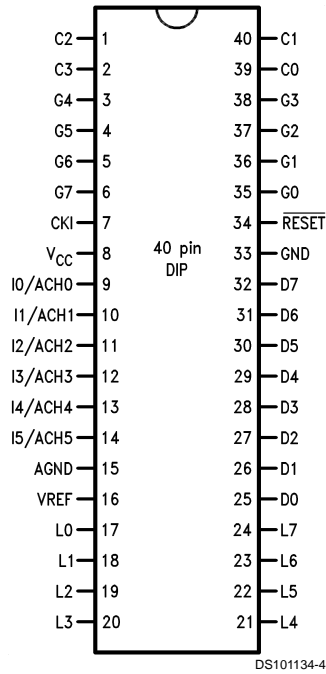 C2 1 40 C1
C3 2 39 C0
G4 3 38 G3
G5 4 37 G2
G6 5 36 G1
G7 6 35 G0
CKI 7 34 RESET
VCC 8 40 pin 33 GND
I0/ACH0 9 DIP 32 D7
I1/ACH1 10 31 D6
I2/ACH2 11 30 D5
I3/ACH3 12 29 D4
I4/ACH4 13 28 D3
I5/ACH5 14 27 D2
AGND 15 26 D1
VREF 16 25 D0
L0 17 24 L7
L1 18 23 L6
L2 19 22 L5
L3 20 21 L4
DS101134-4